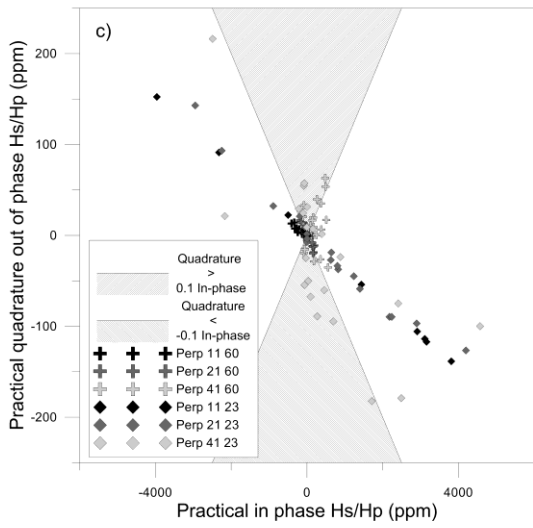 c)
Practical quadrature out of phase Hs/Hp (ppm)
200
100
0
-100
-200
Quadrature
>
0.1 In-phase
Quadrature
<
-0.1 In-phase
Perp 11 60
Perp 21 60
Perp 41 60
Perp 11 23
Perp 21 23
Perp 41 23
-4000 0 4000
Practical in phase Hs/Hp (ppm)